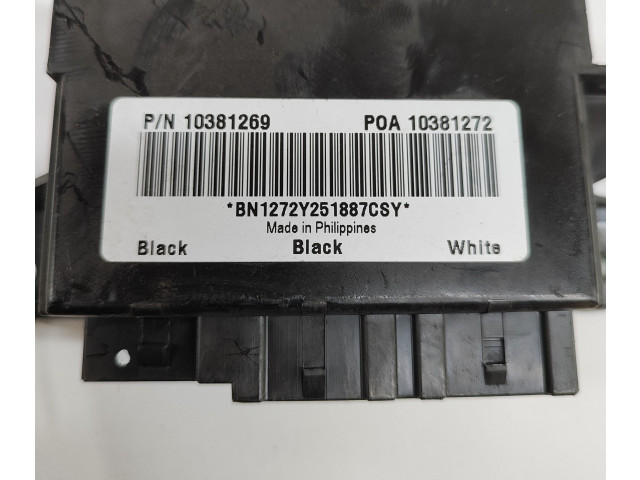 P/N 10381269 POA 10381272
*BN1272Y251887CSY*
Made in Philippines
Black Black White